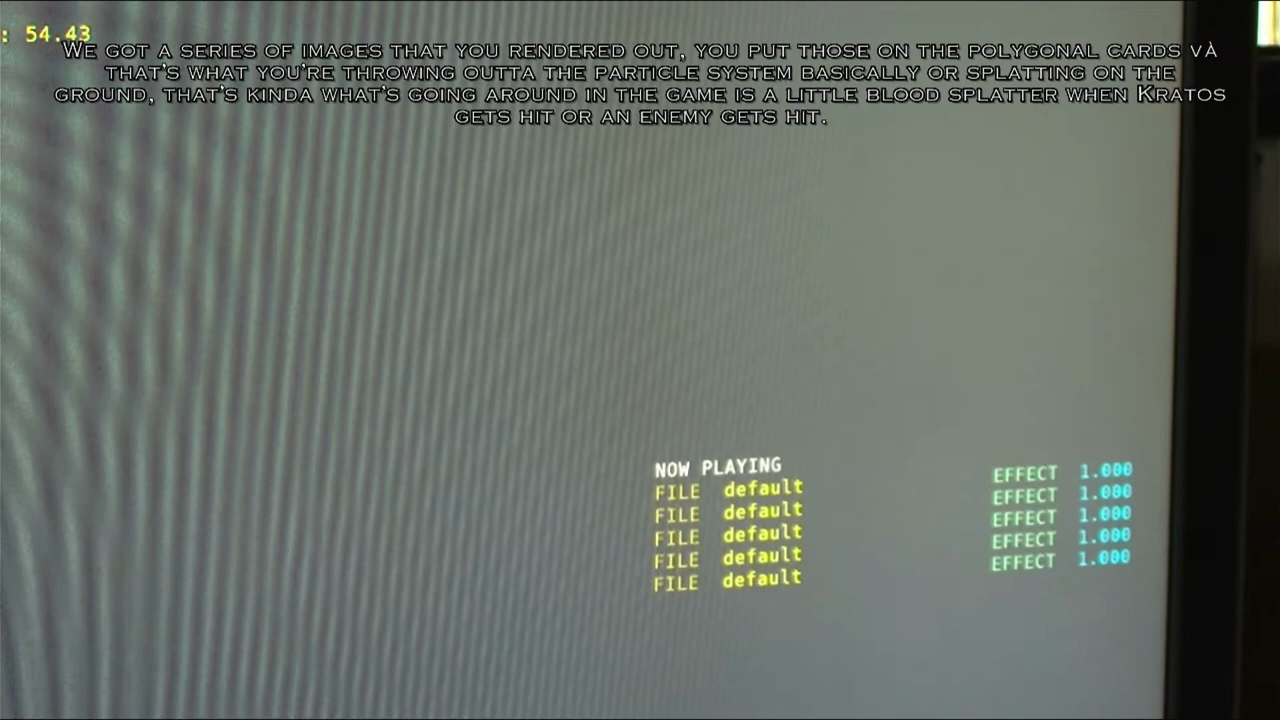 : 54.43
We got a series of images that you rendered out, you put those on the polygonal cards và
that's what you're throwing outta the particle system basically or splatting on the
ground, that's kinda what's going around in the game is a little blood splatter when Kratos
gets hit or an enemy gets hit.
NOW PLAYING
FILE default EFFECT 1.000
FILE default EFFECT 1.000
FILE default EFFECT 1.000
FILE default EFFECT 1.000
FILE default EFFECT 1.000